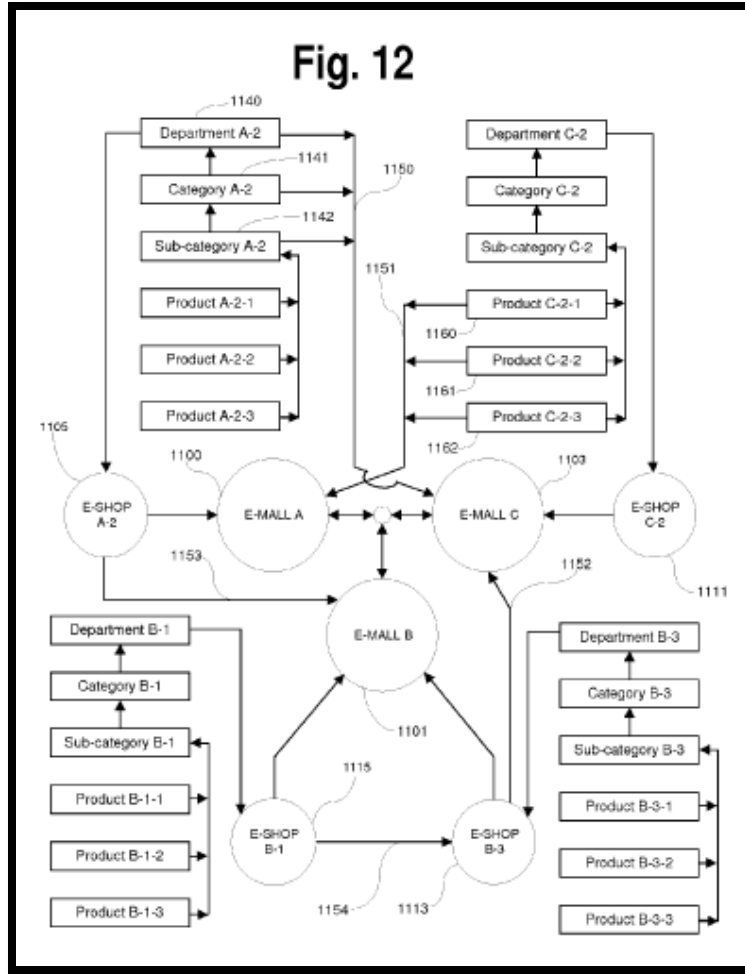 Fig. 12
1140
Department A-2
Department C-2
1141
1150
Category A-2
Category C-2
1142
Sub-category A-2
Sub-category C-2
1151
Product A-2-1
Product C-2-1
1160
Product A-2-2
Product C-2-2
1161
Product A-2-3
Product C-2-3
1105
1100
1162
1103
E-SHOP
A-2
E-MALL A
E-MALL C
E-SHOP
C-2
1153
1152
1111
Department B-1
E-MALL B
Department B-3
Category B-1
Category B-3
1101
Sub-category B-1
Sub-category B-3
1115
Product B-1-1
Product B-3-1
E-SHOP
B-1
E-SHOP
B-3
Product B-1-2
Product B-3-2
1154
1113
Product B-1-3
Product B-3-3